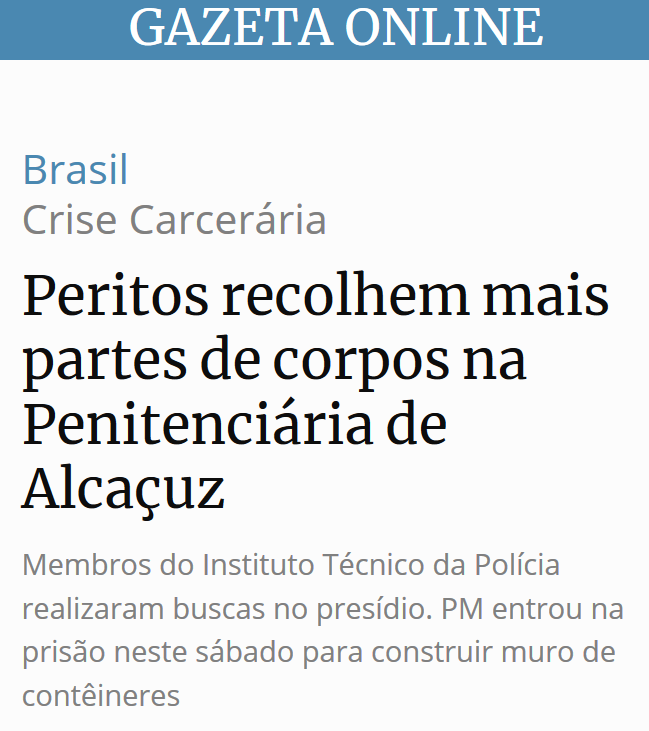 GAZETA ONLINE
Brasil
Crise Carcerária
Peritos recolhem mais
partes de corpos na
Penitenciária de
Alcaçuz
Membros do Instituto Técnico da Polícia
realizaram buscas no presídio. PM entrou na
prisão neste sábado para construir muro de
contêineres